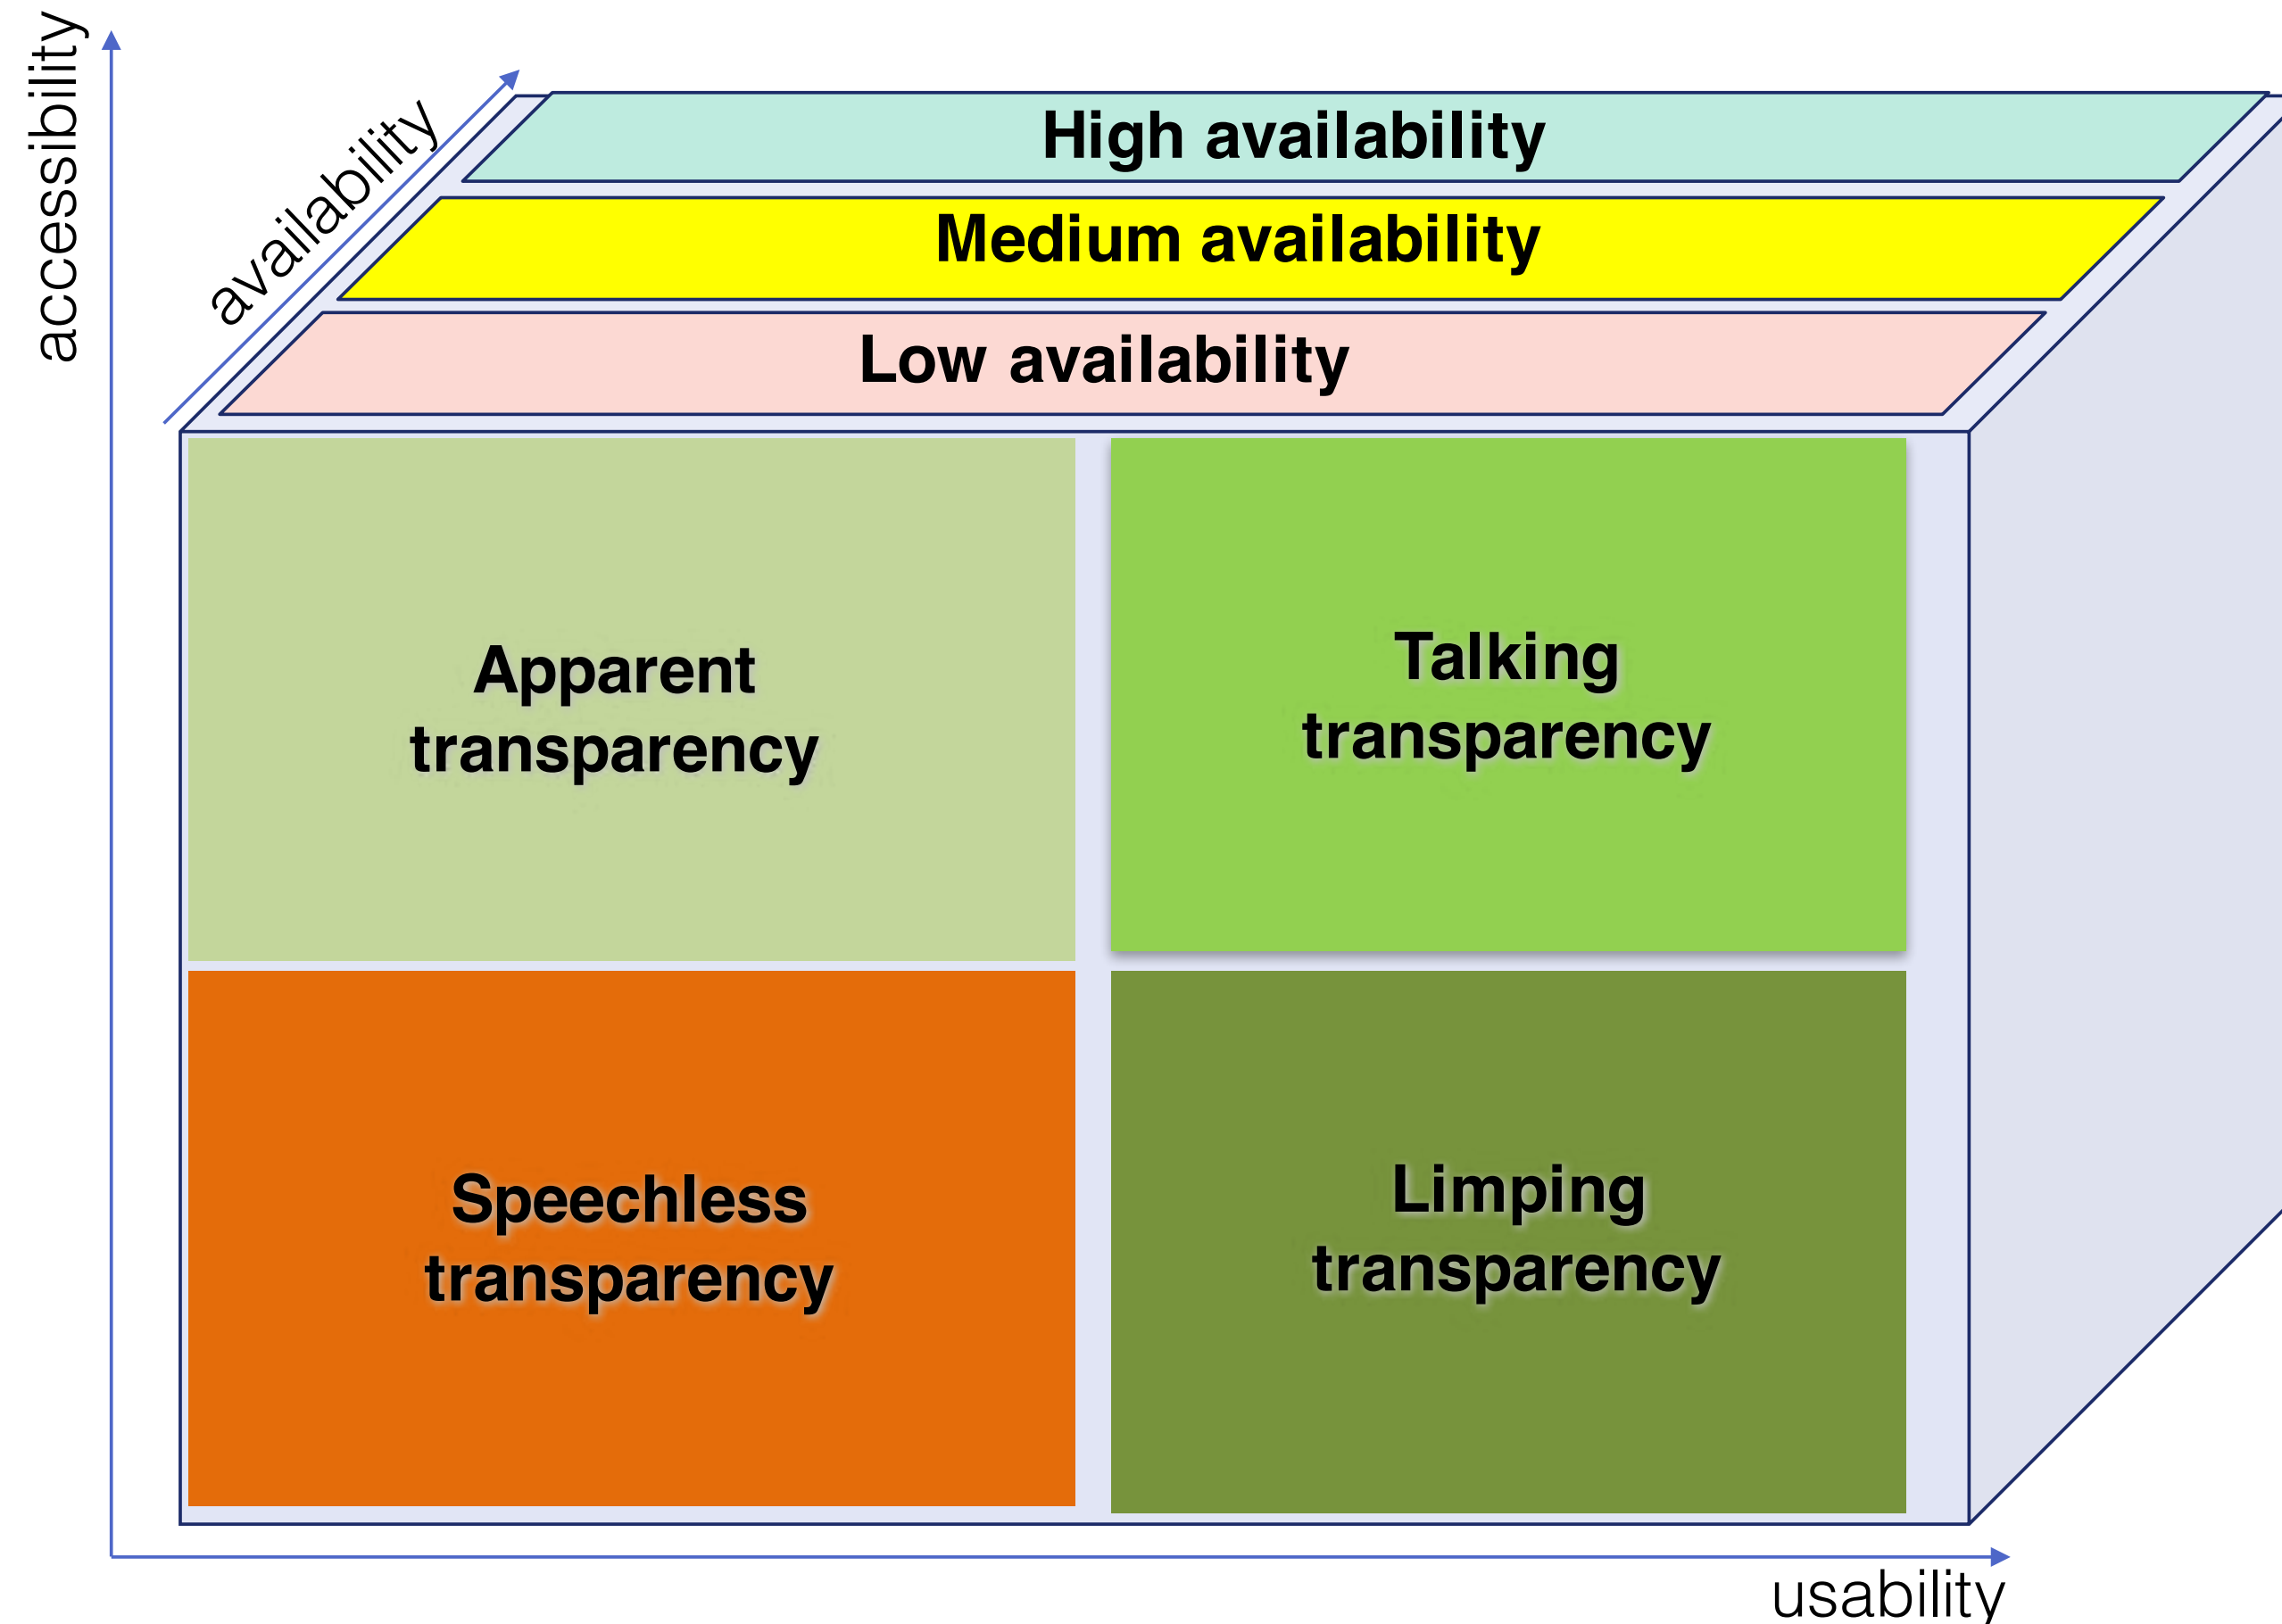 accessibility
availability
High availability
Medium availability
Low availability
Apparent
transparency
Talking
transparency
Speechless
transparency
Limping
transparency
usability